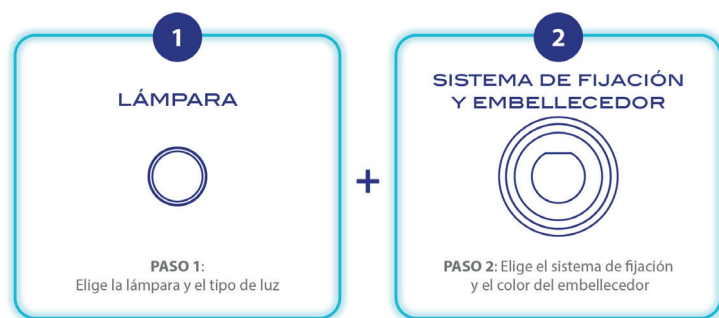 1
LÁMPARA
PASO 1:
Elige la lámpara y el tipo de luz
+
2
SISTEMA DE FIJACIÓN
Y EMBELLECEDOR
PASO 2: Elige el sistema de fijación
y el color del embellecedor